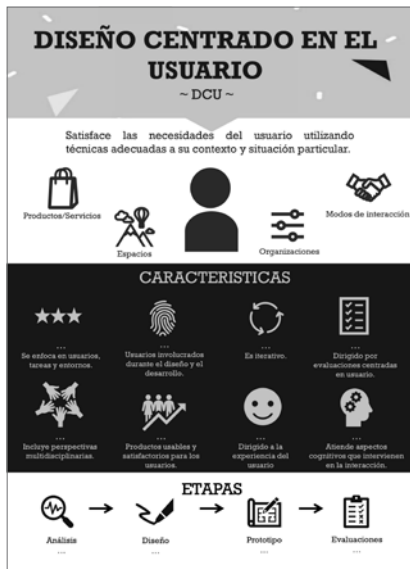 DISEÑO CENTRADO EN EL
USUARIO
~ DCU ~
Satisface las necesidades del usuario utilizando
técnicas adecuadas a su contexto y situación particular.
Productos/Servicios
Espacios
Organizaciones
Modos de interacción
CARACTERISTICAS
...
Se enfoca en usuarios,
tareas y entornos.
...
Usuarios involucrados
durante el diseño y el
desarrollo.
...
Es iterativo.
...
Dirigido por
evaluaciones centradas
en usuario.
...
Incluye perspectivas
multidisciplinarias.
...
Productos usables y
satisfactorios para los
usuarios.
...
Dirigido a la
experiencia del
usuario
...
Atiende aspectos
cognitivos que intervienen
en la interacción.
ETAPAS
Análisis
...
Diseño
...
Prototipo
...
Evaluaciones
...